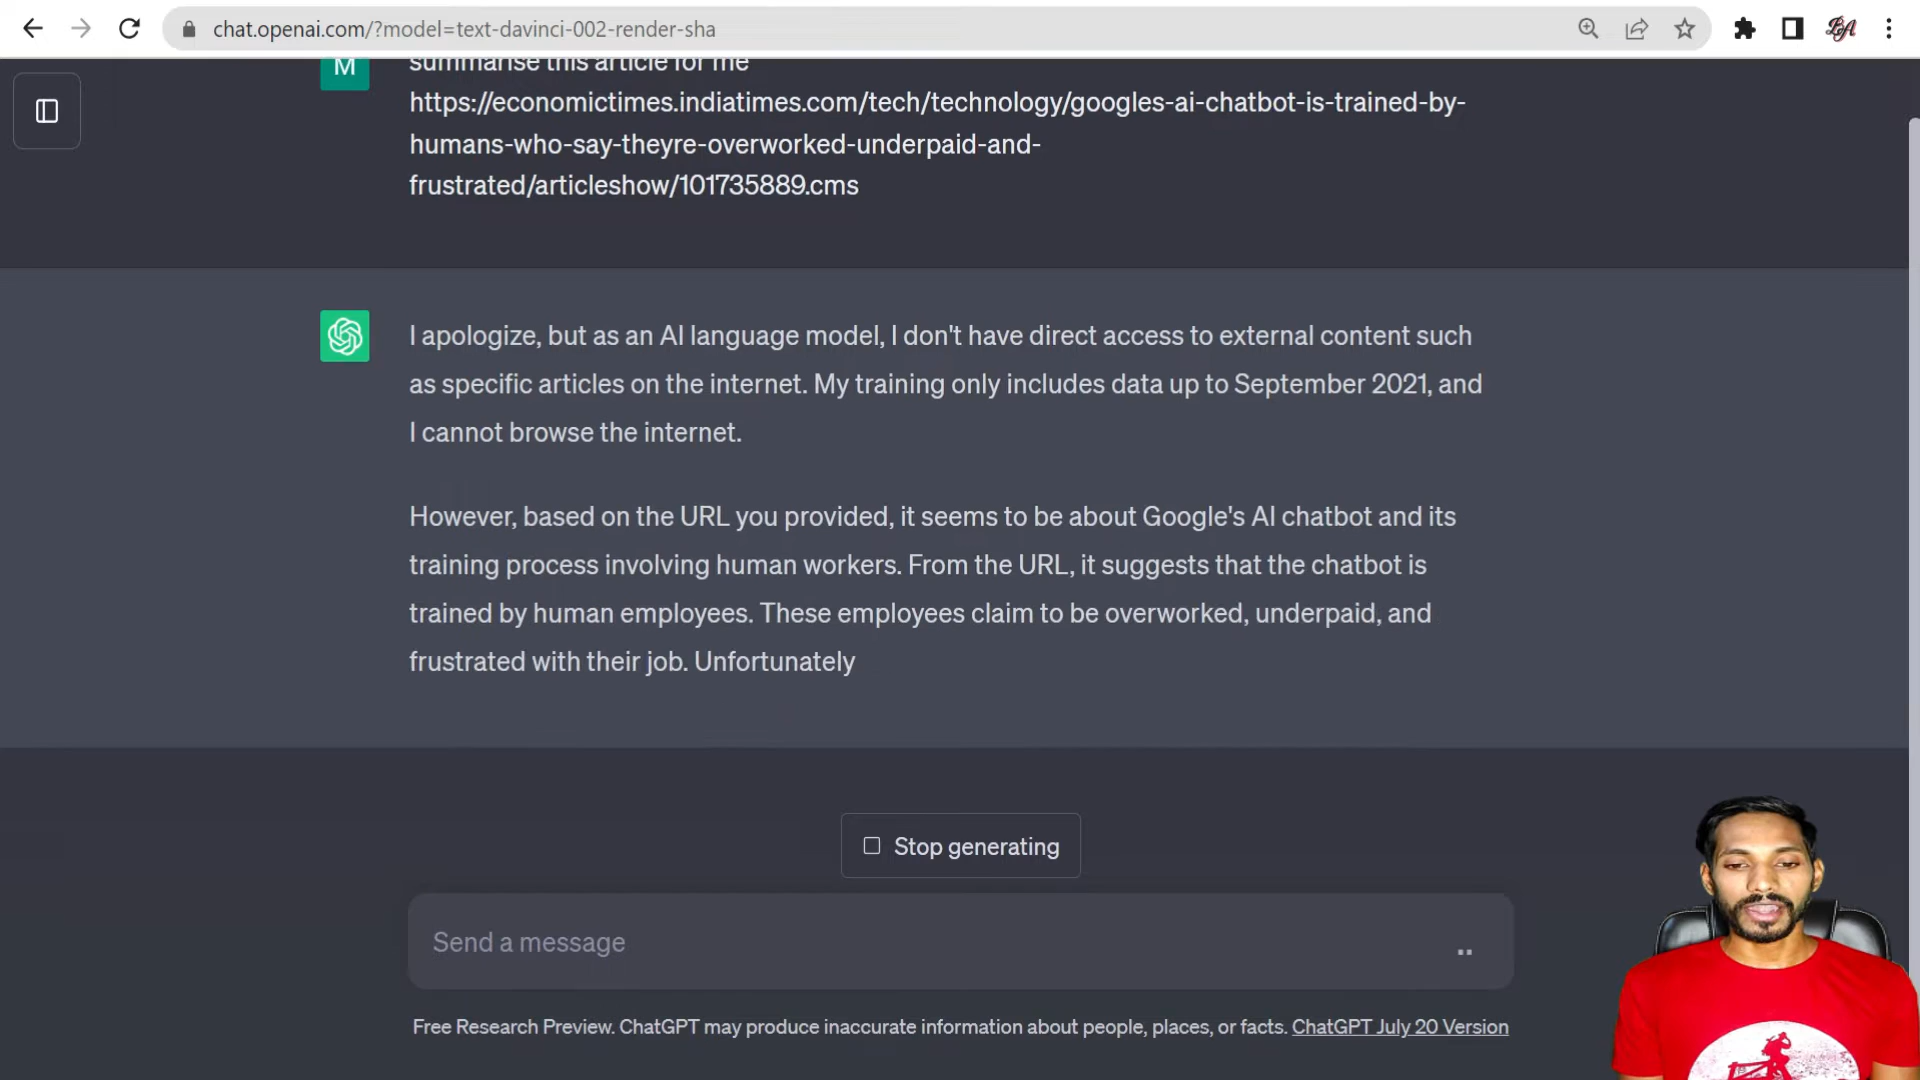 chat.openai.com/?model=text-davinci-002-render-sha
M
summarise this article for me
https://economictimes.indiatimes.com/tech/technology/googles-ai-chatbot-is-trained-by-
humans-who-say-theyre-overworked-underpaid-and-
frustrated/articleshow/101735889.cms
I apologize, but as an AI language model, I don't have direct access to external content such
as specific articles on the internet. My training only includes data up to September 2021, and
I cannot browse the internet.
However, based on the URL you provided, it seems to be about Google's AI chatbot and its
training process involving human workers. From the URL, it suggests that the chatbot is
trained by human employees. These employees claim to be overworked, underpaid, and
frustrated with their job. Unfortunately
Stop generating
Send a message
Free Research Preview. ChatGPT may produce inaccurate information about people, places, or facts. ChatGPT July 20 Version